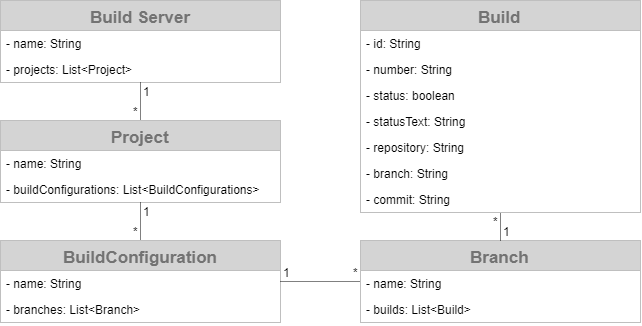 Build Server
- name: String
- projects: List<Project>
1
*
Project
- name: String
- buildConfigurations: List<BuildConfigurations>
1
*
BuildConfiguration
- name: String
- branches: List<Branch>
1
*
Build
- id: String
- number: String
- status: boolean
- statusText: String
- repository: String
- branch: String
- commit: String
*
1
Branch
- name: String
- builds: List<Build>